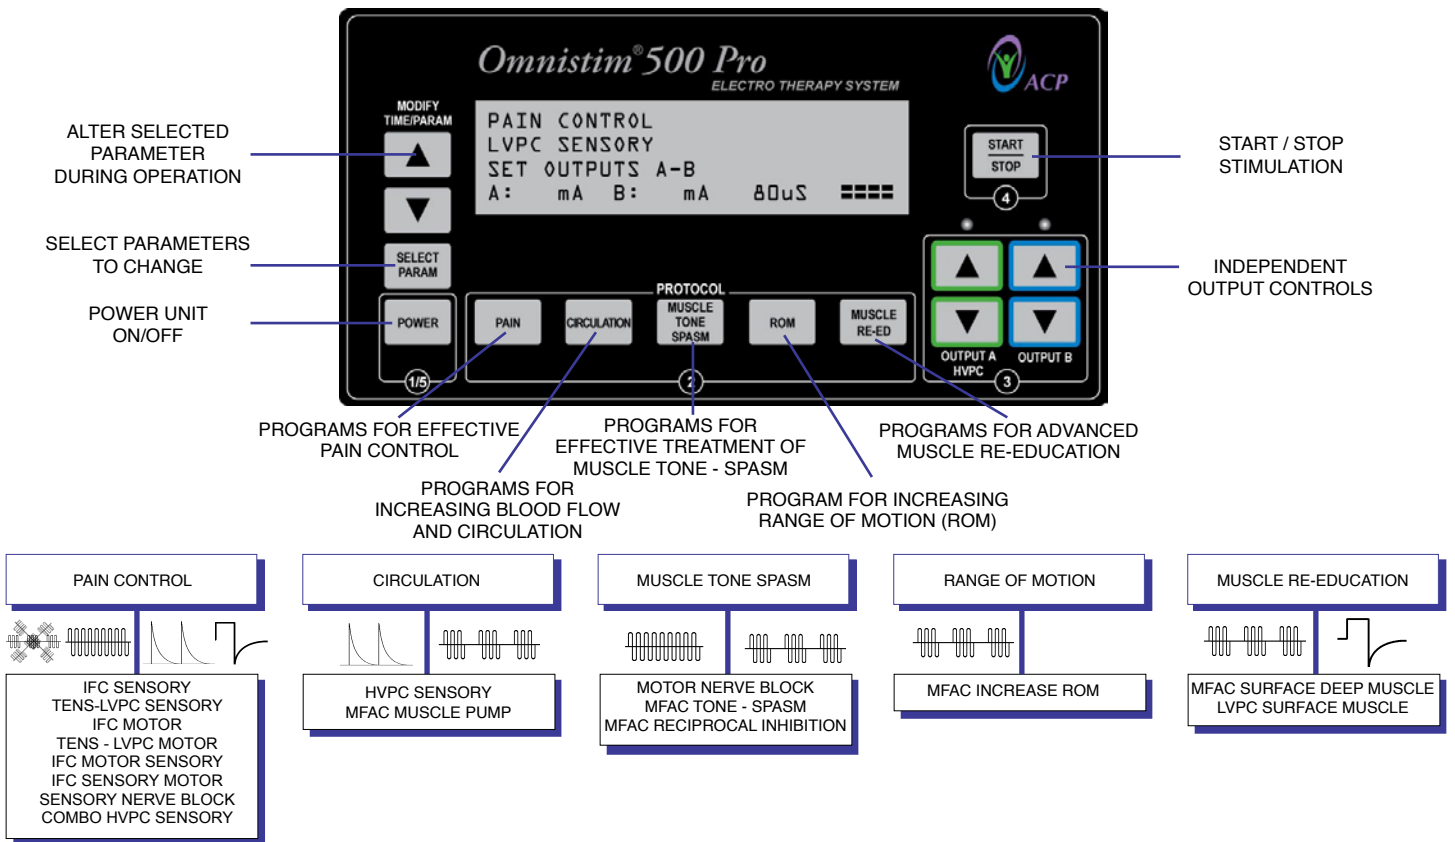 Omnistim® 500 Pro
ELECTRO THERAPY SYSTEM
ACP
MODIFY
TIME/PARAM
PAIN CONTROL
LVPC SENSORY
SET OUTPUTS A-B
A: mA B: mA 80uS
START
STOP
4
SELECT
PARAM
POWER
1/5
PROTOCOL
PAIN
CIRCULATION
MUSCLE
TONE
SPASM
ROM
MUSCLE
RE-ED
2
OUTPUT A
HVPC
OUTPUT B
3
ALTER SELECTED
PARAMETER
DURING OPERATION
SELECT PARAMETERS
TO CHANGE
POWER UNIT
ON/OFF
START / STOP
STIMULATION
INDEPENDENT
OUTPUT CONTROLS
PROGRAMS FOR EFFECTIVE
PAIN CONTROL
PROGRAMS FOR
INCREASING BLOOD FLOW
AND CIRCULATION
PROGRAMS FOR
EFFECTIVE TREATMENT OF
MUSCLE TONE - SPASM
PROGRAM FOR INCREASING
RANGE OF MOTION (ROM)
PROGRAMS FOR ADVANCED
MUSCLE RE-EDUCATION
PAIN CONTROL
IFC SENSORY
TENS-LVPC SENSORY
IFC MOTOR
TENS - LVPC MOTOR
IFC MOTOR SENSORY
IFC SENSORY MOTOR
SENSORY NERVE BLOCK
COMBO HVPC SENSORY
CIRCULATION
HVPC SENSORY
MFAC MUSCLE PUMP
MUSCLE TONE SPASM
MOTOR NERVE BLOCK
MFAC TONE - SPASM
MFAC RECIPROCAL INHIBITION
RANGE OF MOTION
MFAC INCREASE ROM
MUSCLE RE-EDUCATION
MFAC SURFACE DEEP MUSCLE
LVPC SURFACE MUSCLE